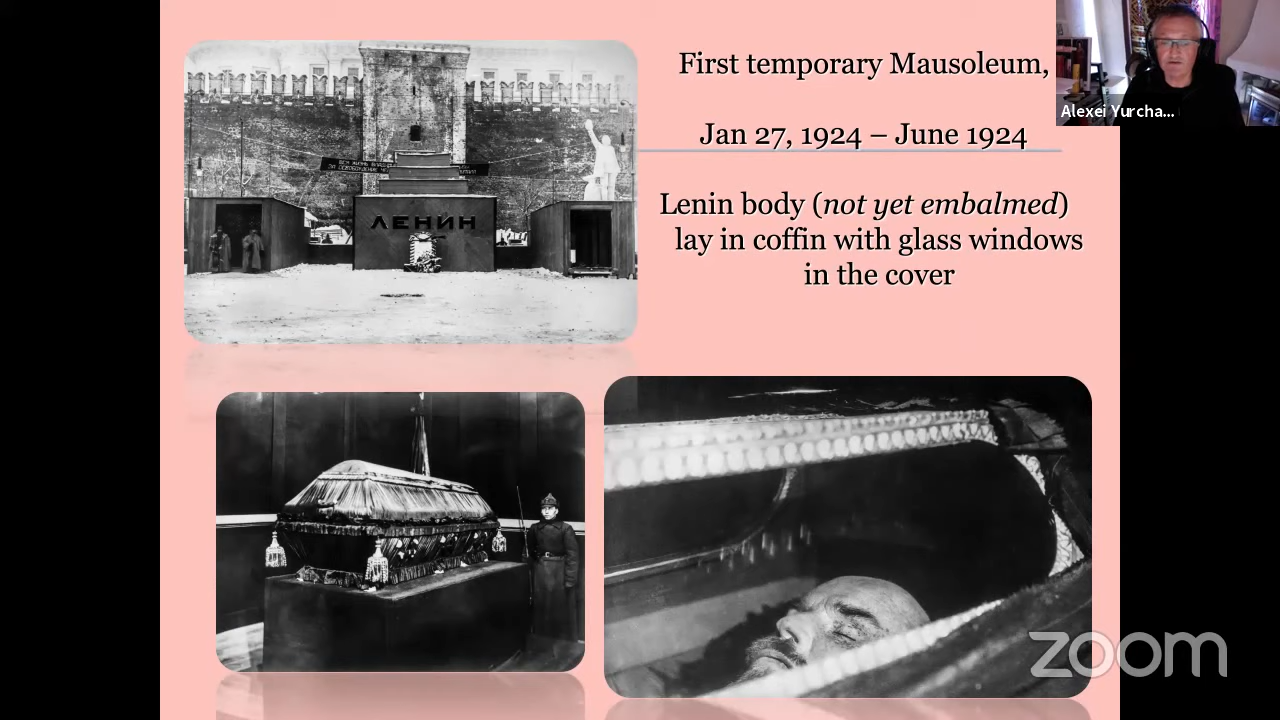 First temporary Mausoleum,
Jan 27, 1924 – June 1924
Lenin body (not yet embalmed)
lay in coffin with glass windows
in the cover
Alexei Yurcha...
ЛЕНИН
zoom